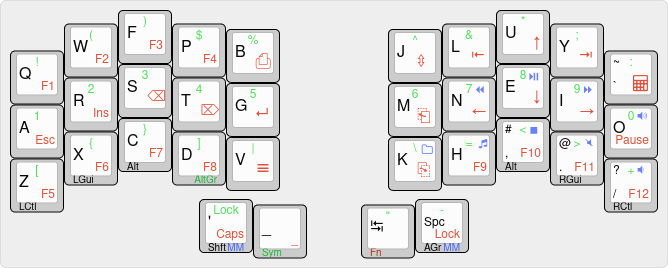 ! Q F1
( W F2
) F F3
$ P F4
% B
^ J
& L
* U
; Y
~ : `
1 A Esc
2 R Ins
3 S
4 T
5 G
6 M
7 N
8 E
9 I
0 O Pause
[ Z F5 LCtl
{ X F6 LGui
} C F7 Alt
] D F8 AltGr
| V
\ K
= H F9
# < , F10 Alt
@ > . F11 RGui
? + / F12 RCtl
Lock ' Caps Shft MM
_ _ Sym
" Fn
- Spc Lock AGr MM